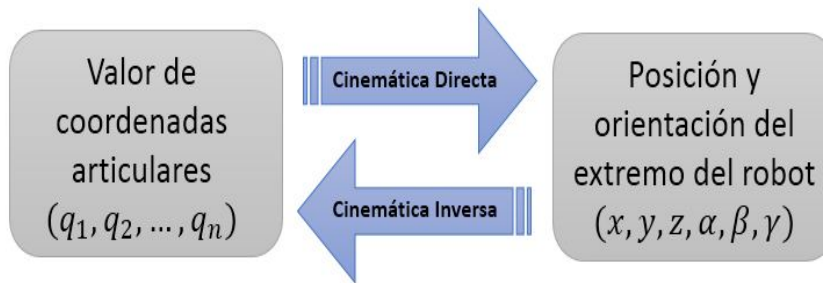 Valor de
coordenadas
articulares
(q₁, q₂, ..., qₙ)
Cinemática Directa
Cinemática Inversa
Posición y
orientación del
extremo del robot
(x, y, z, α, β, γ)